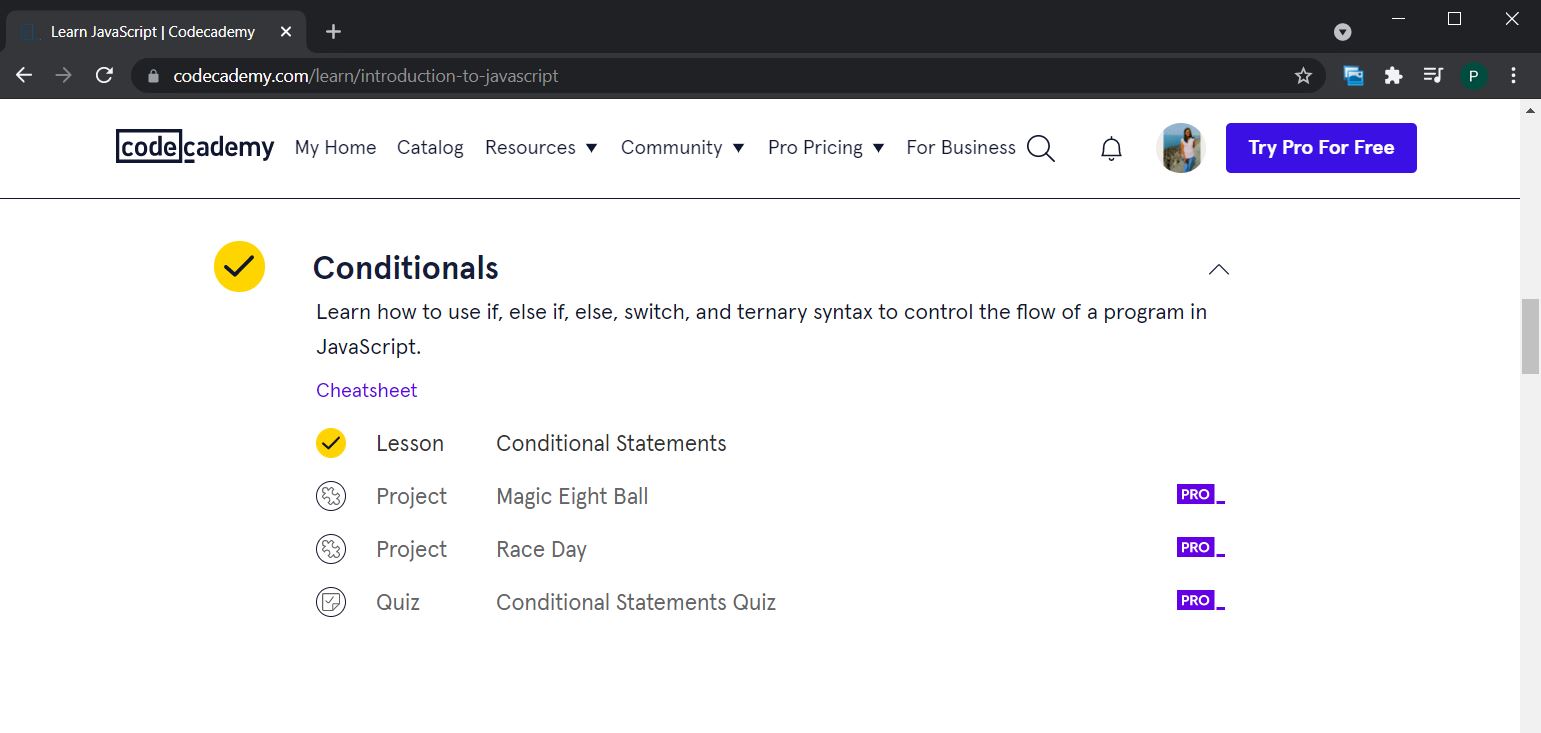 Learn JavaScript | Codecademy
codecademy.com/learn/introduction-to-javascript
P
codecademy My Home Catalog Resources Community Pro Pricing For Business Try Pro For Free
Conditionals
Learn how to use if, else if, else, switch, and ternary syntax to control the flow of a program in
JavaScript.
Cheatsheet
Lesson Conditional Statements
Project Magic Eight Ball PRO_
Project Race Day PRO_
Quiz Conditional Statements Quiz PRO_